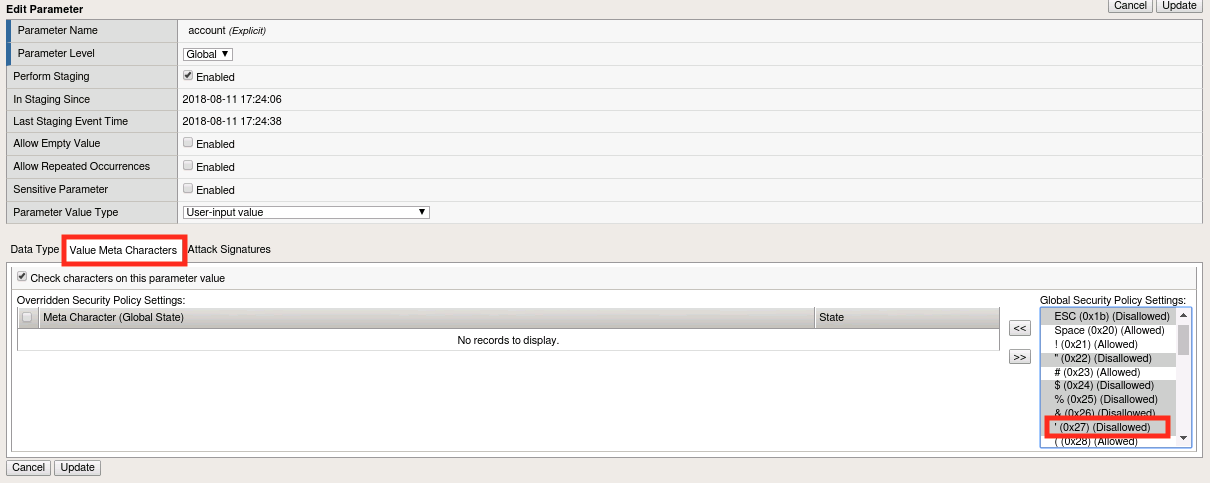 Edit Parameter
Cancel Update
Parameter Name account (Explicit)
Parameter Level Global
Perform Staging Enabled
In Staging Since 2018-08-11 17:24:06
Last Staging Event Time 2018-08-11 17:24:38
Allow Empty Value Enabled
Allow Repeated Occurrences Enabled
Sensitive Parameter Enabled
Parameter Value Type User-input value
Data Type Value Meta Characters Attack Signatures
Check characters on this parameter value
Overridden Security Policy Settings:
Meta Character (Global State) State
No records to display.
<<
>>
Global Security Policy Settings:
ESC (0x1b) (Disallowed)
Space (0x20) (Allowed)
! (0x21) (Allowed)
" (0x22) (Disallowed)
# (0x23) (Allowed)
$ (0x24) (Disallowed)
% (0x25) (Disallowed)
& (0x26) (Disallowed)
' (0x27) (Disallowed)
( (0x28) (Allowed)
Cancel Update